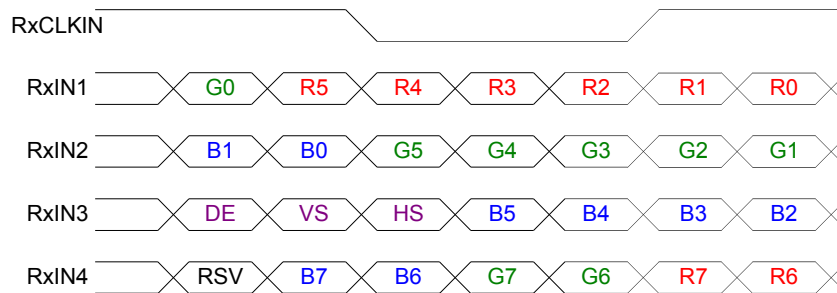 RxCLKIN
RxIN1 G0 R5 R4 R3 R2 R1 R0
RxIN2 B1 B0 G5 G4 G3 G2 G1
RxIN3 DE VS HS B5 B4 B3 B2
RxIN4 RSV B7 B6 G7 G6 R7 R6